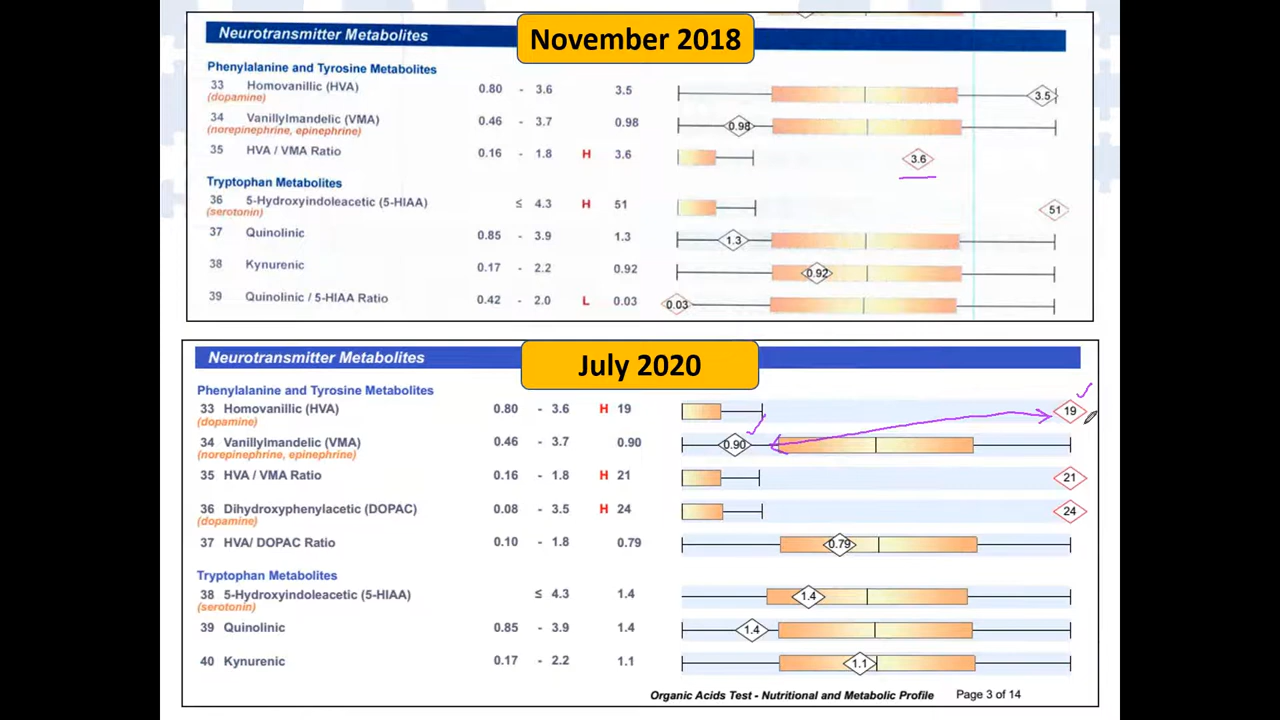 November 2018
Neurotransmitter Metabolites
Phenylalanine and Tyrosine Metabolites
33 Homovanillic (HVA) 0.80 - 3.6 3.5 3.5
(dopamine)
34 Vanillylmandelic (VMA) 0.46 - 3.7 0.98 0.98
(norepinephrine, epinephrine)
35 HVA / VMA Ratio 0.16 - 1.8 H 3.6 3.6
Tryptophan Metabolites
36 5-Hydroxyindoleacetic (5-HIAA) ≤ 4.3 H 51 51
(serotonin)
37 Quinolinic 0.85 - 3.9 1.3 1.3
38 Kynurenic 0.17 - 2.2 0.92 0.92
39 Quinolinic / 5-HIAA Ratio 0.42 - 2.0 L 0.03 0.03
July 2020
Neurotransmitter Metabolites
Phenylalanine and Tyrosine Metabolites
33 Homovanillic (HVA) 0.80 - 3.6 H 19 19
(dopamine)
34 Vanillylmandelic (VMA) 0.46 - 3.7 0.90 0.90
(norepinephrine, epinephrine)
35 HVA / VMA Ratio 0.16 - 1.8 H 21 21
36 Dihydroxyphenylacetic (DOPAC) 0.08 - 3.5 H 24 24
(dopamine)
37 HVA/ DOPAC Ratio 0.10 - 1.8 0.79 0.79
Tryptophan Metabolites
38 5-Hydroxyindoleacetic (5-HIAA) ≤ 4.3 1.4 1.4
(serotonin)
39 Quinolinic 0.85 - 3.9 1.4 1.4
40 Kynurenic 0.17 - 2.2 1.1 1.1
Organic Acids Test - Nutritional and Metabolic Profile Page 3 of 14